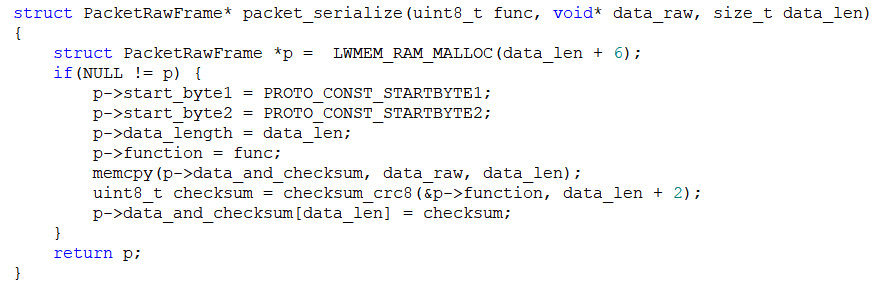 struct PacketRawFrame* packet_serialize(uint8_t func, void* data_raw, size_t data_len)
{
    struct PacketRawFrame *p =  LWMEM_RAM_MALLOC(data_len + 6);
    if(NULL != p) {
        p->start_byte1 = PROTO_CONST_STARTBYTE1;
        p->start_byte2 = PROTO_CONST_STARTBYTE2;
        p->data_length = data_len;
        p->function = func;
        memcpy(p->data_and_checksum, data_raw, data_len);
        uint8_t checksum = checksum_crc8(&p->function, data_len + 2);
        p->data_and_checksum[data_len] = checksum;
    }
    return p;
}